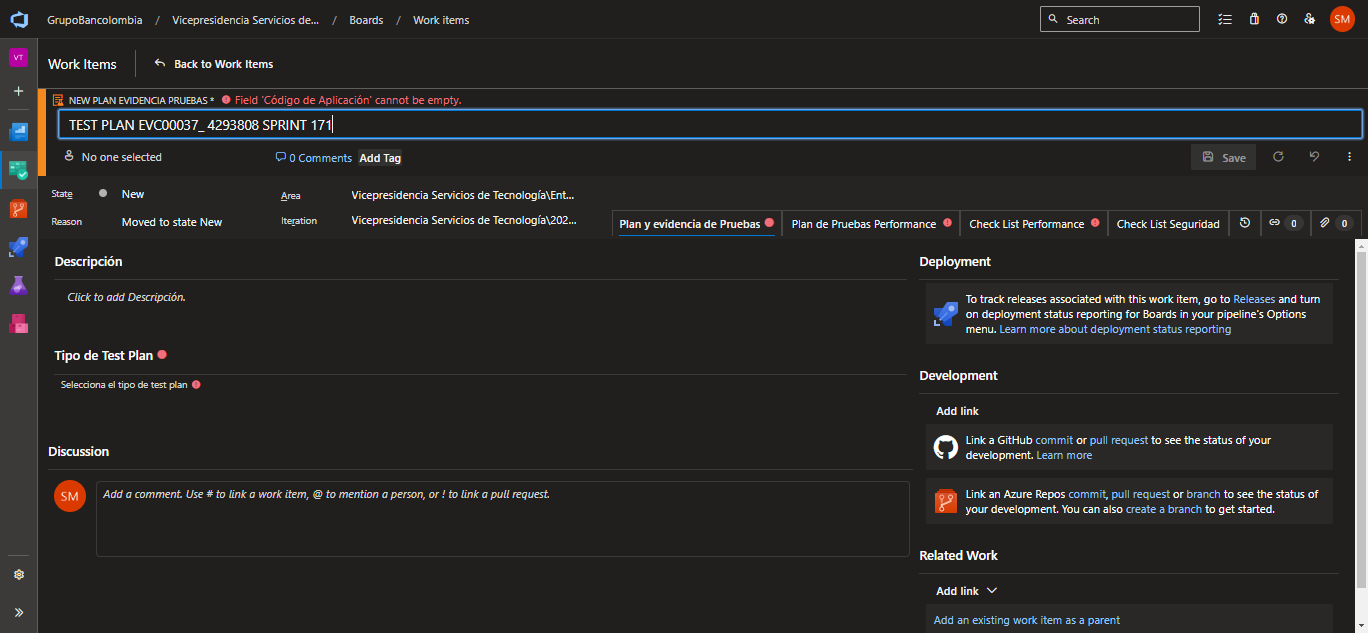 GrupoBancolombia / Vicepresidencia Servicios de... / Boards / Work items
Search
SM
VT
Work Items
Back to Work Items
NEW PLAN EVIDENCIA PRUEBAS * Field 'Código de Aplicación' cannot be empty.
TEST PLAN EVC00037_ 4293808 SPRINT 171
No one selected
0 Comments
Add Tag
Save
State
New
Area
Vicepresidencia Servicios de Tecnología\Ent...
Reason
Moved to state New
Iteration
Vicepresidencia Servicios de Tecnología\202...
Plan y evidencia de Pruebas
Plan de Pruebas Performance
Check List Performance
Check List Seguridad
0
0
Descripción
Click to add Descripción.
Tipo de Test Plan
Selecciona el tipo de test plan
Discussion
SM
Add a comment. Use # to link a work item, @ to mention a person, or ! to link a pull request.
Deployment
To track releases associated with this work item, go to Releases and turn
on deployment status reporting for Boards in your pipeline's Options
menu. Learn more about deployment status reporting
Development
Add link
Link a GitHub commit or pull request to see the status of your
development. Learn more
Link an Azure Repos commit, pull request or branch to see the status of
your development. You can also create a branch to get started.
Related Work
Add link
Add an existing work item as a parent